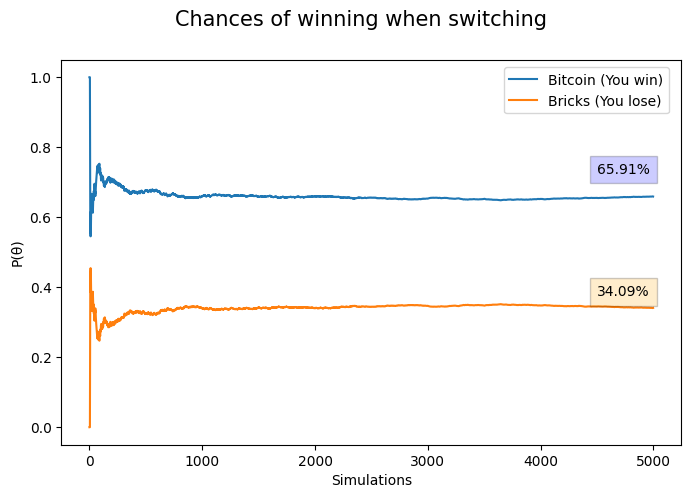 Chances of winning when switching
Bitcoin (You win)
Bricks (You lose)
1.0
0.8
65.91%
0.6
P(θ)
0.4
34.09%
0.2
0.0
0 1000 2000 3000 4000 5000
Simulations